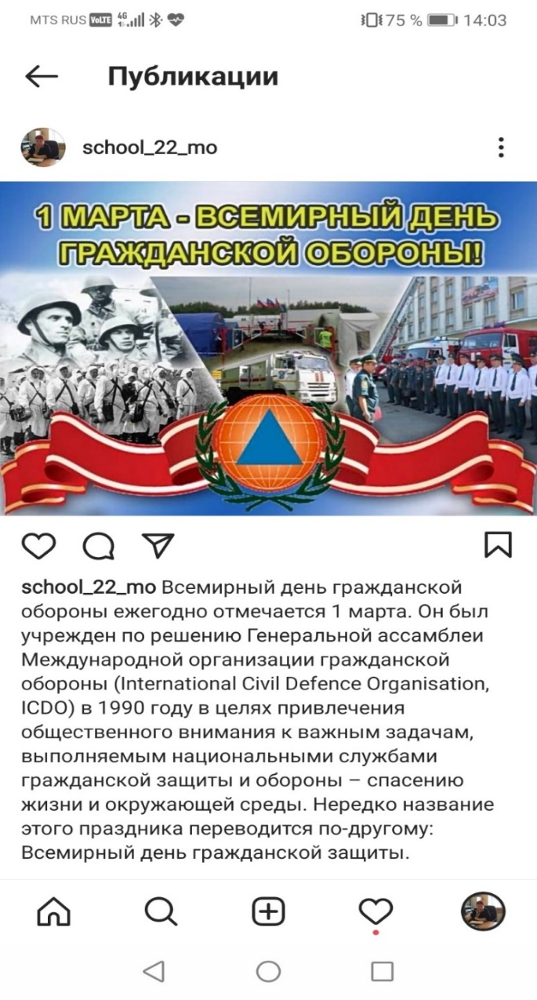 MTS RUS VoLTE 4G 75 % 14:03
Публикации
school_22_mo
1 МАРТА - ВСЕМИРНЫЙ ДЕНЬ
ГРАЖДАНСКОЙ ОБОРОНЫ!
school_22_mo Всемирный день гражданской
обороны ежегодно отмечается 1 марта. Он был
учрежден по решению Генеральной ассамблеи
Международной организации гражданской
обороны (International Civil Defence Organisation,
ICDO) в 1990 году в целях привлечения
общественного внимания к важным задачам,
выполняемым национальными службами
гражданской защиты и обороны – спасению
жизни и окружающей среды. Нередко название
этого праздника переводится по-другому:
Всемирный день гражданской защиты.